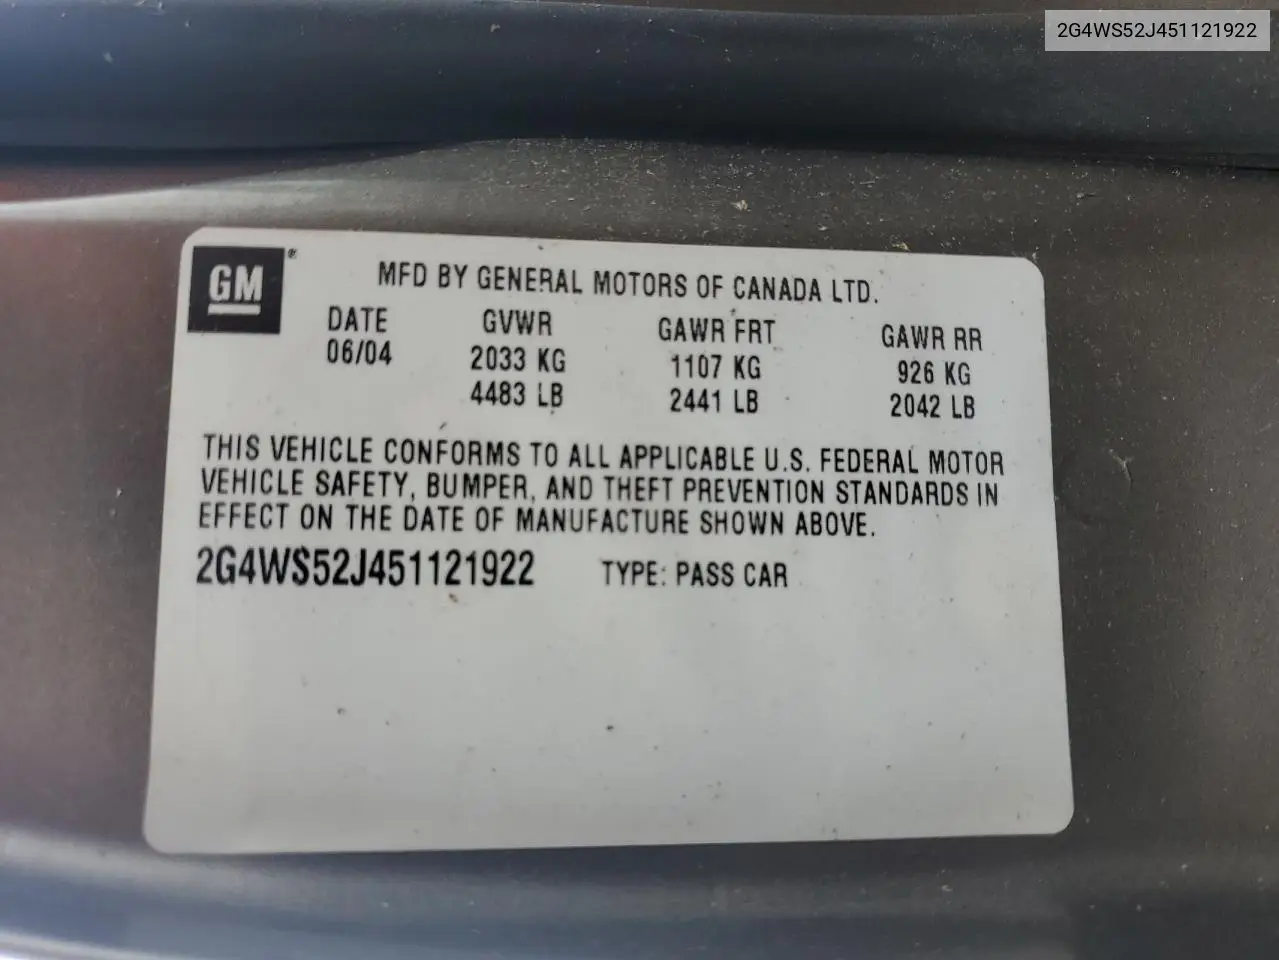 2G4WS52J451121922
GM®
MFD BY GENERAL MOTORS OF CANADA LTD.
DATE GVWR GAWR FRT GAWR RR
06/04 2033 KG 1107 KG 926 KG
4483 LB 2441 LB 2042 LB
THIS VEHICLE CONFORMS TO ALL APPLICABLE U.S. FEDERAL MOTOR
VEHICLE SAFETY, BUMPER, AND THEFT PREVENTION STANDARDS IN
EFFECT ON THE DATE OF MANUFACTURE SHOWN ABOVE.
2G4WS52J451121922 TYPE: PASS CAR